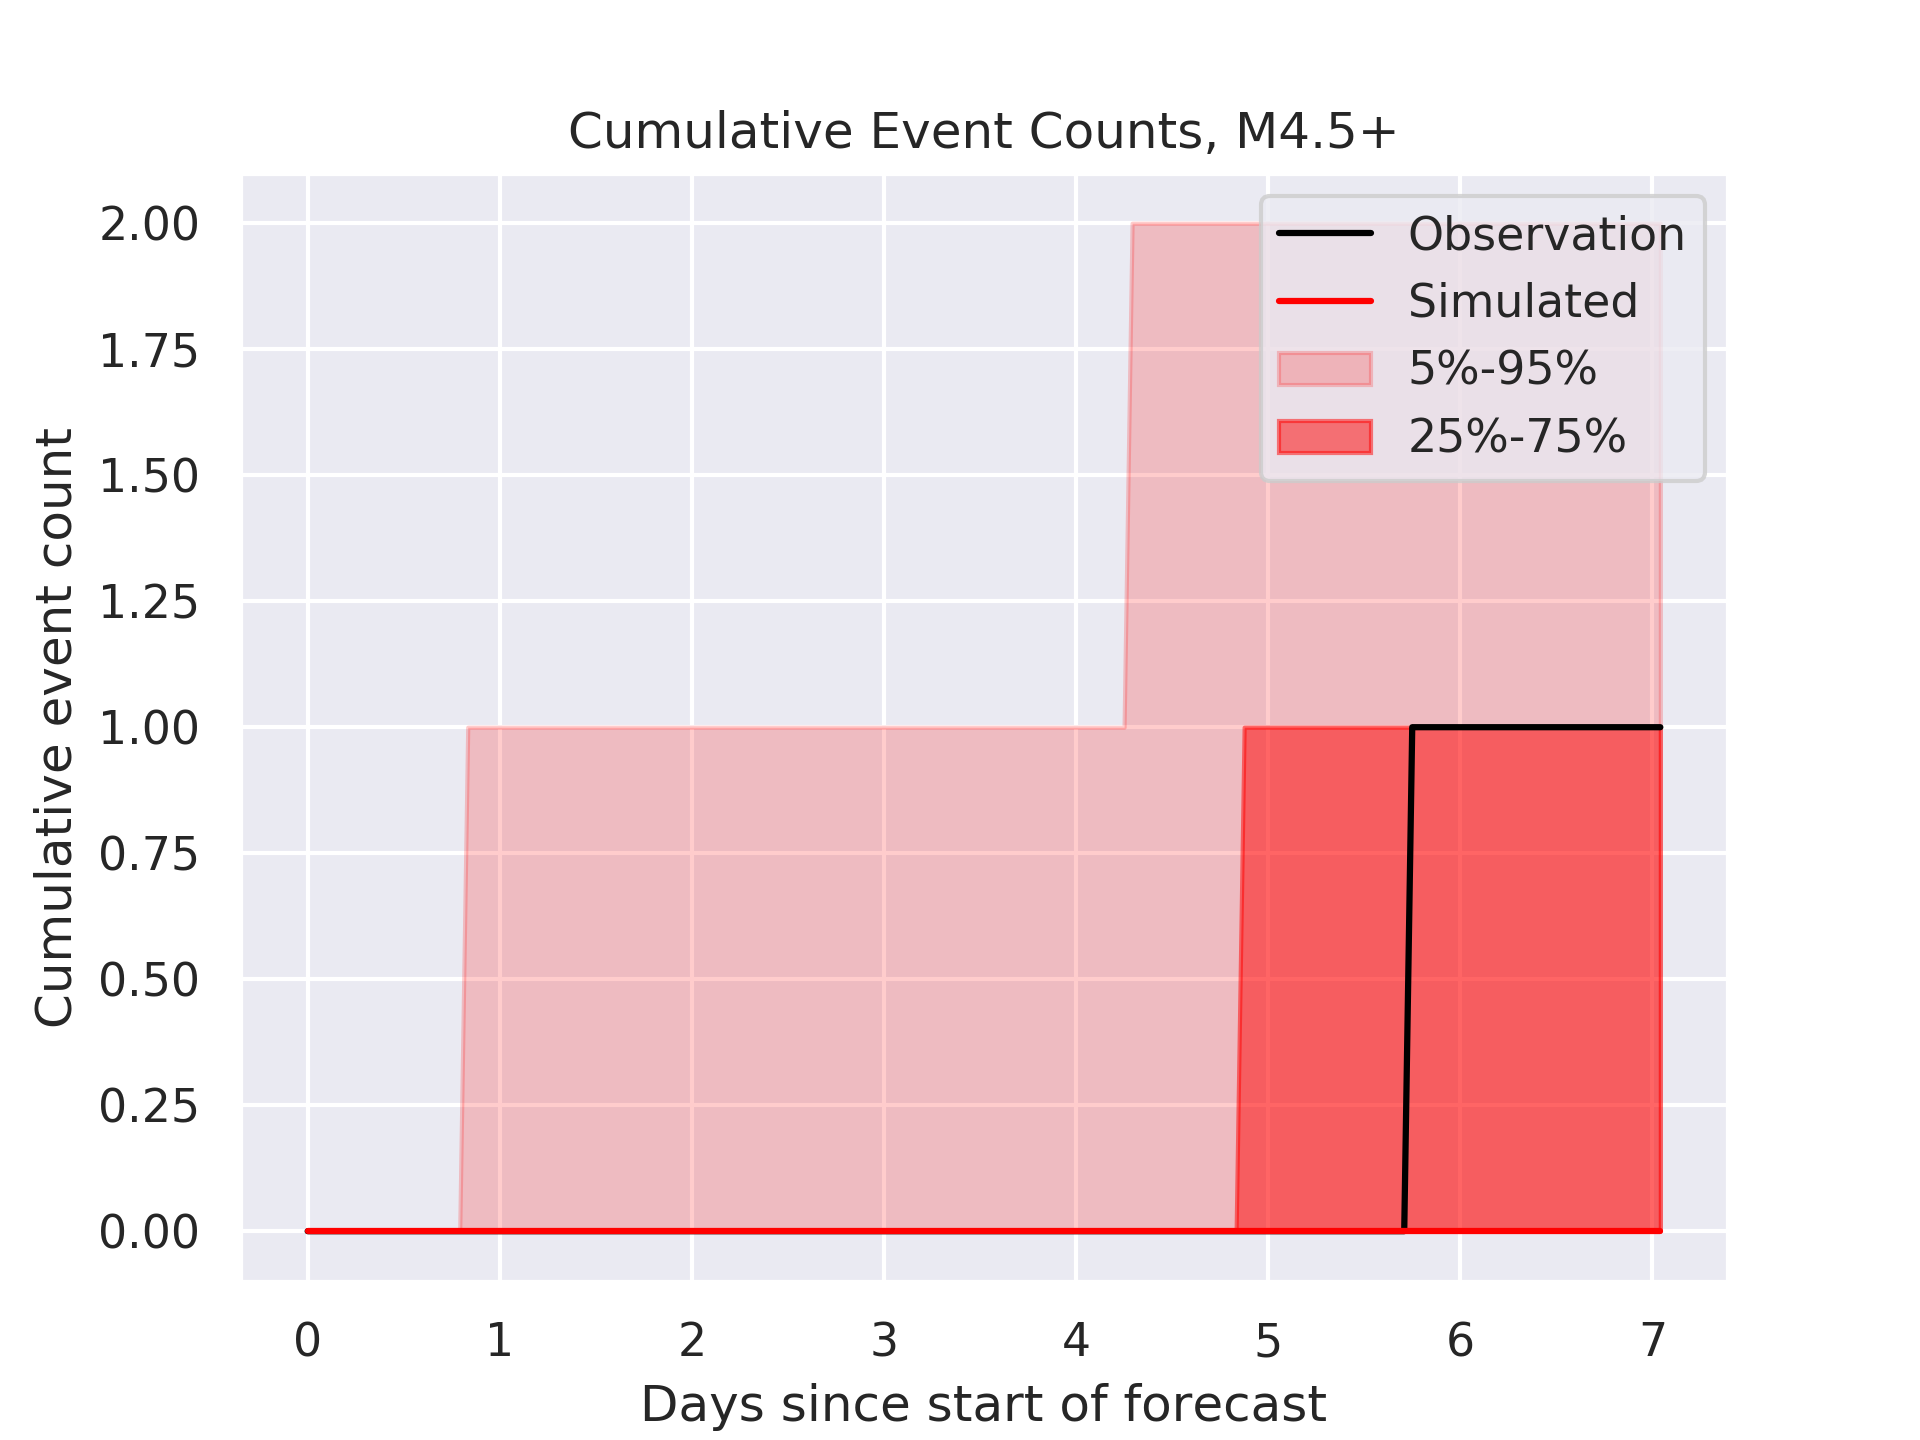 Cumulative Event Counts, M4.5+
Observation
Simulated
5%-95%
25%-75%
Cumulative event count
2.00
1.75
1.50
1.25
1.00
0.75
0.50
0.25
0.00
0 1 2 3 4 5 6 7
Days since start of forecast